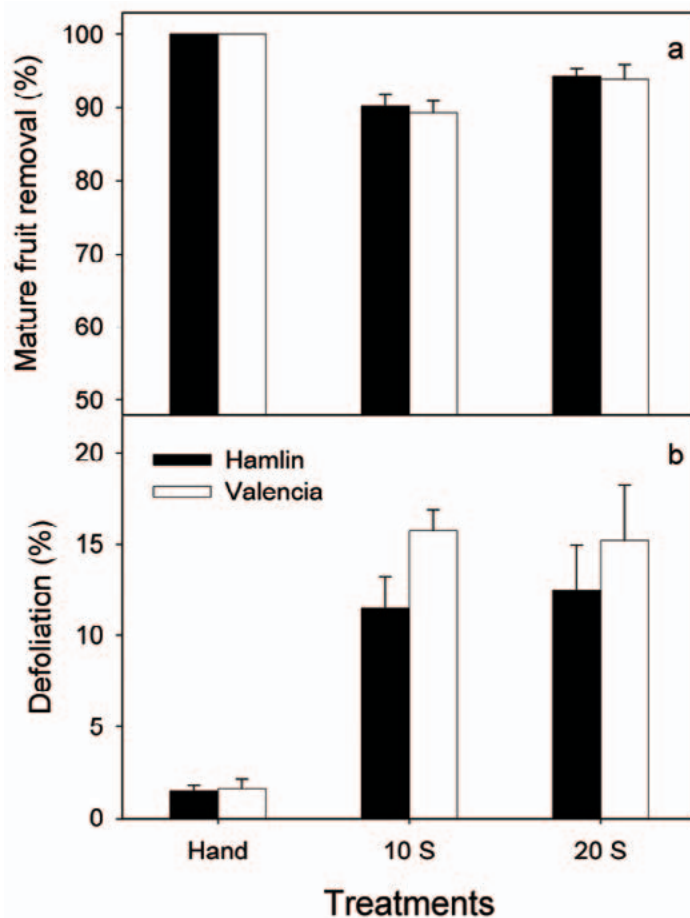 Mature fruit removal (%)
100
90
80
70
60
50
a
Defoliation (%)
20
15
10
5
0
Hamlin
Valencia
b
Hand
10 S
20 S
Treatments